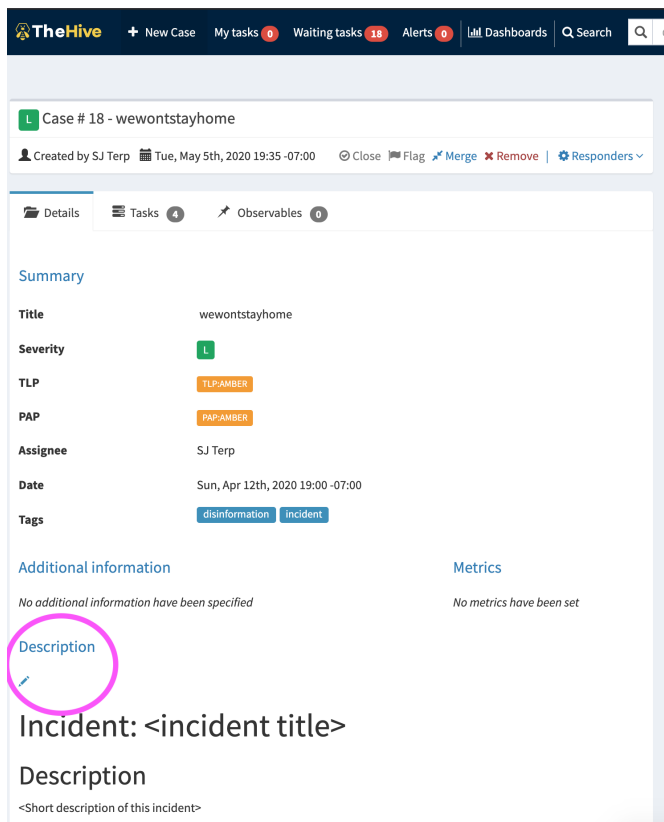 TheHive + New Case My tasks 0 Waiting tasks 18 Alerts 0 Dashboards Search
L Case # 18 - wewontstayhome
Created by SJ Terp Tue, May 5th, 2020 19:35 -07:00 Close Flag Merge Remove | Responders
Details Tasks 4 Observables 0
Summary
Title wewontstayhome
Severity L
TLP TLP:AMBER
PAP PAP:AMBER
Assignee SJ Terp
Date Sun, Apr 12th, 2020 19:00 -07:00
Tags disinformation incident
Additional information Metrics
No additional information have been specified No metrics have been set
Description
Incident: <incident title>
Description
<Short description of this incident>